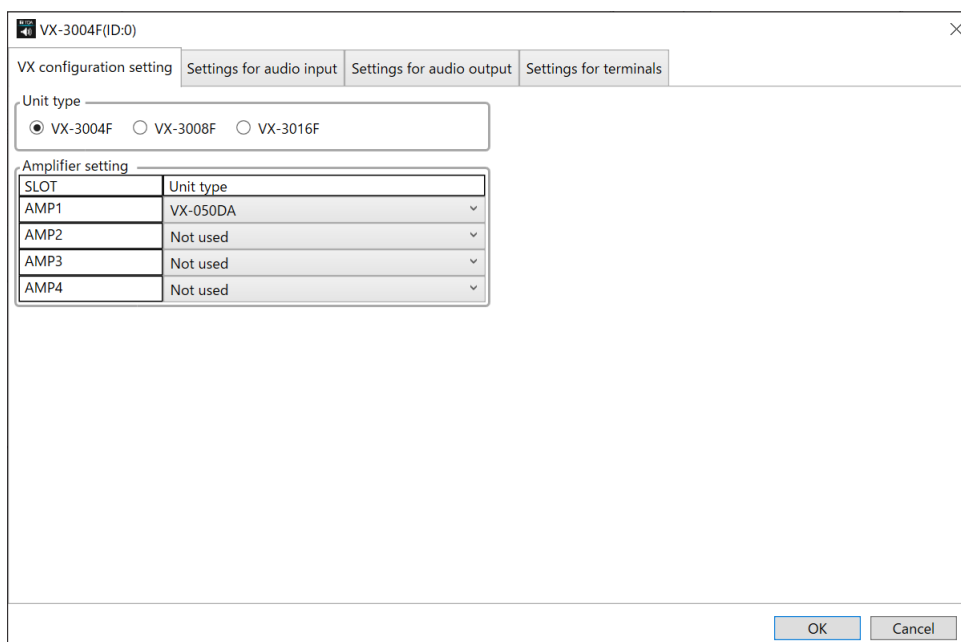 VX-3004F(ID:0)
VX configuration setting Settings for audio input Settings for audio output Settings for terminals
Unit type
VX-3004F VX-3008F VX-3016F
Amplifier setting
SLOT Unit type
AMP1 VX-050DA
AMP2 Not used
AMP3 Not used
AMP4 Not used
OK Cancel